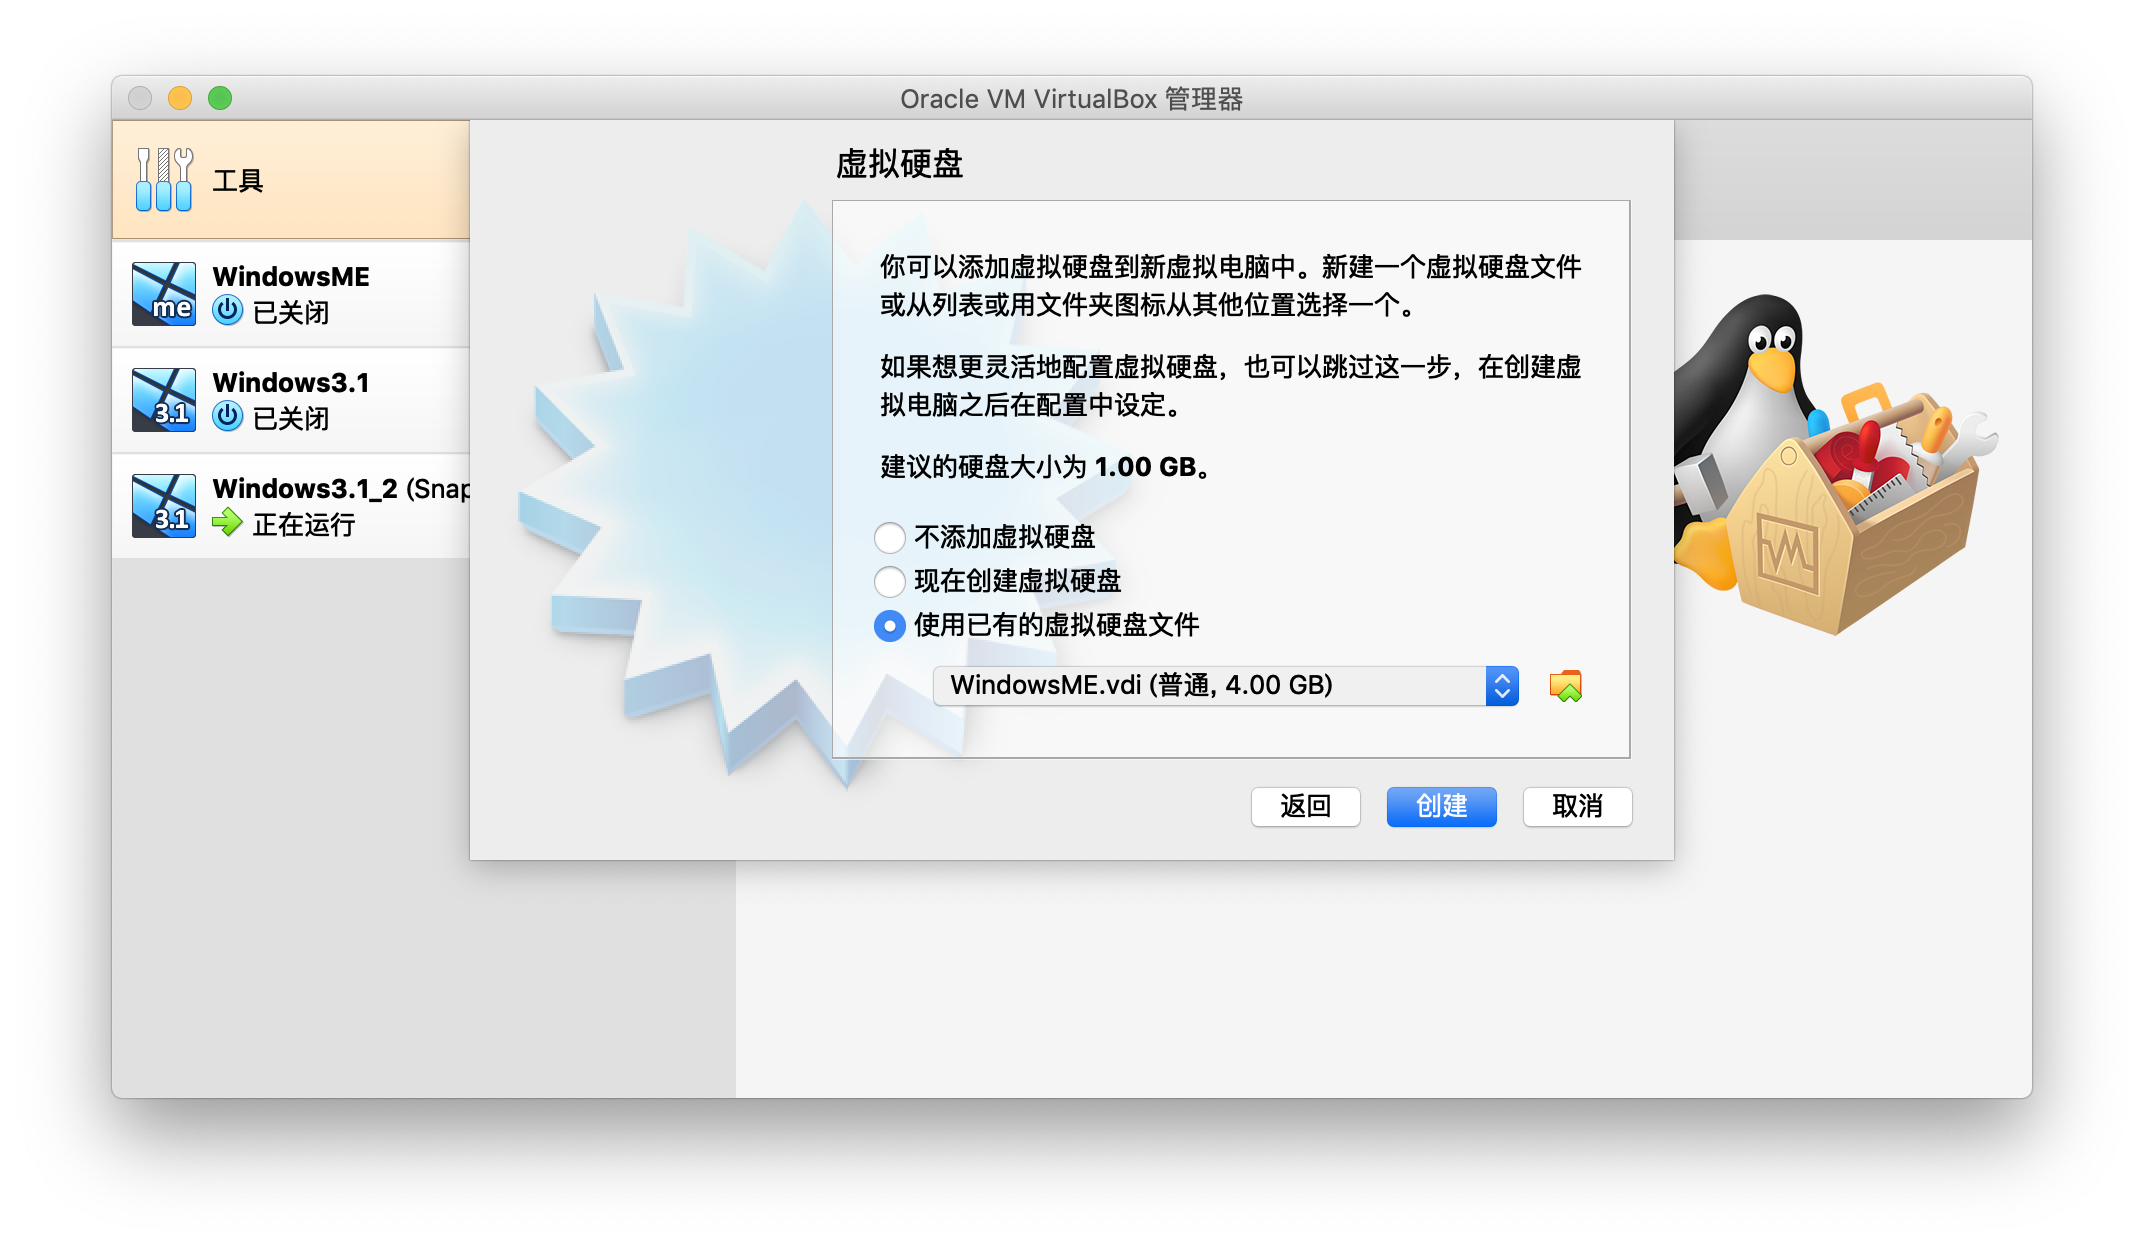 Oracle VM VirtualBox 管理器
工具
me
WindowsME
已关闭
3.1
Windows3.1
已关闭
3.1
Windows3.1_2 (Snap
正在运行
虚拟硬盘
你可以添加虚拟硬盘到新虚拟电脑中。新建一个虚拟硬盘文件
或从列表或用文件夹图标从其他位置选择一个。
如果想更灵活地配置虚拟硬盘，也可以跳过这一步，在创建虚
拟电脑之后在配置中设定。
建议的硬盘大小为 1.00 GB。
不添加虚拟硬盘
现在创建虚拟硬盘
使用已有的虚拟硬盘文件
WindowsME.vdi (普通, 4.00 GB)
返回
创建
取消